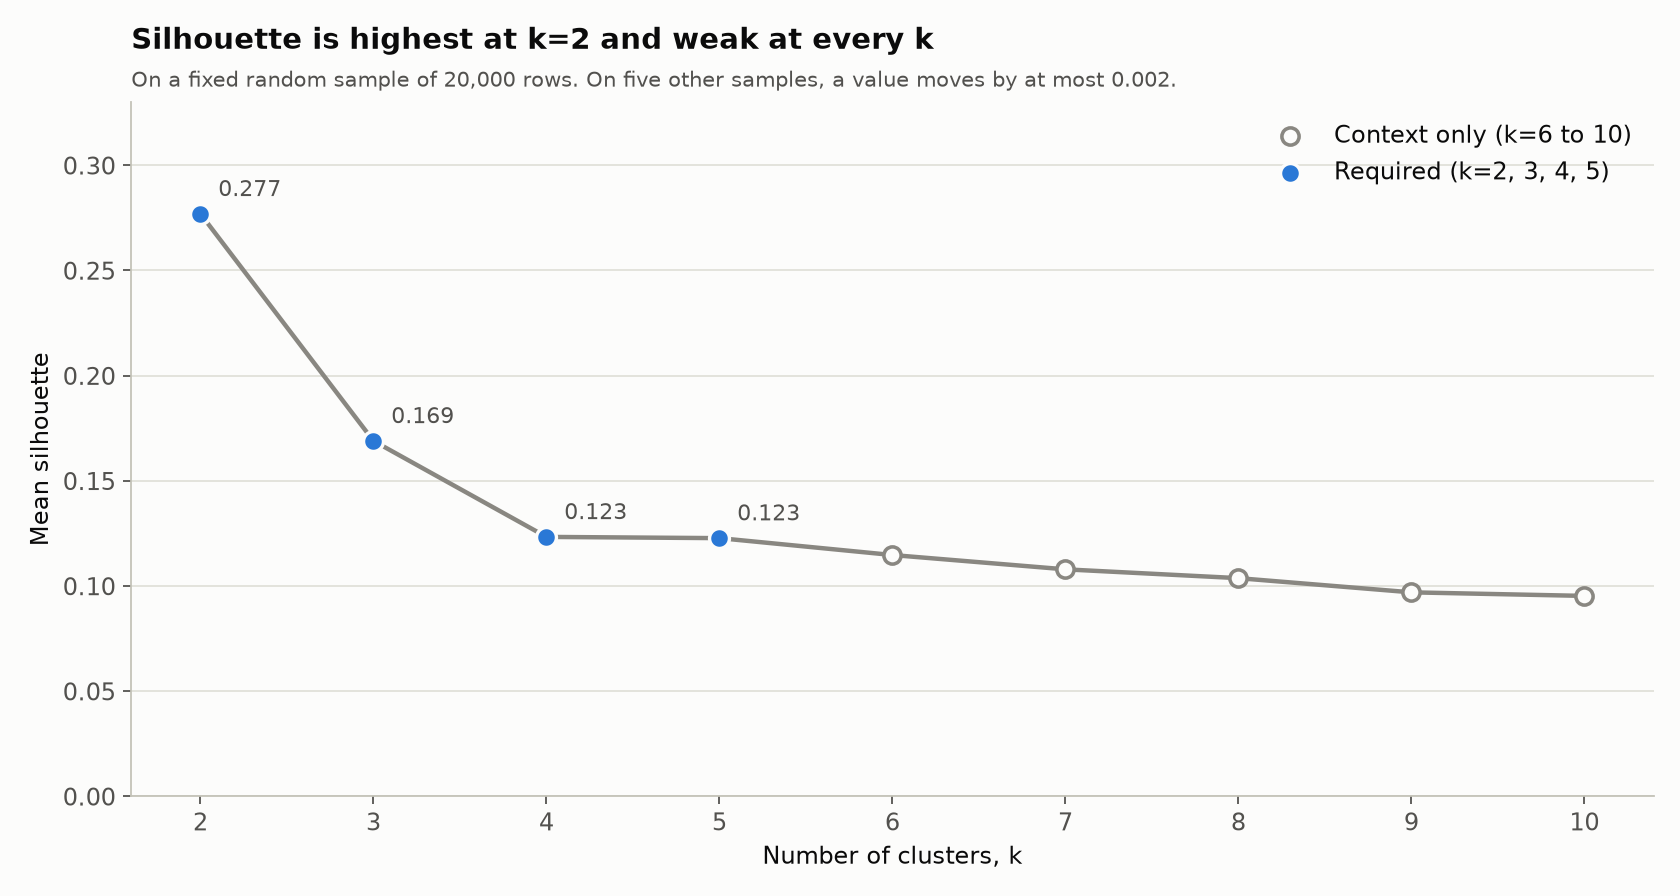 Silhouette is highest at k=2 and weak at every k
On a fixed random sample of 20,000 rows. On five other samples, a value moves by at most 0.002.
Context only (k=6 to 10)
Required (k=2, 3, 4, 5)
0.30
0.25
0.20
0.15
0.10
0.05
0.00
Mean silhouette
0.277
0.169
0.123
0.123
2 3 4 5 6 7 8 9 10
Number of clusters, k